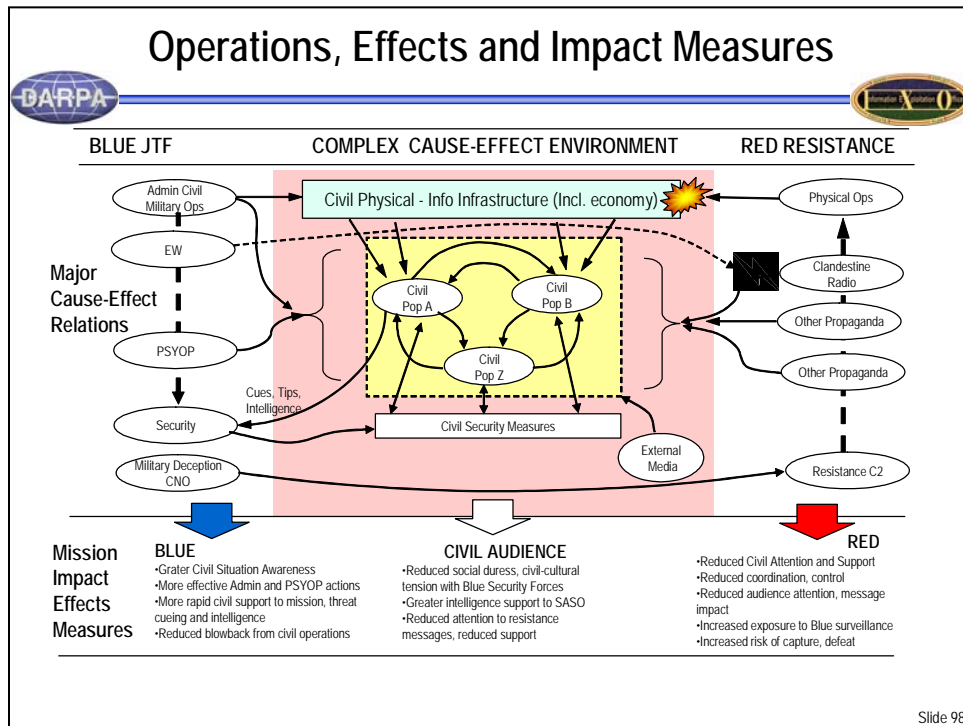 Operations, Effects and Impact Measures
DARPA
Information Exploitation Office
BLUE JTF
COMPLEX CAUSE-EFFECT ENVIRONMENT
RED RESISTANCE
Major
Cause-Effect
Relations
Admin Civil
Military Ops
EW
PSYOP
Security
Military Deception
CNO
Cues, Tips,
Intelligence
Civil Physical - Info Infrastructure (Incl. economy)
Civil
Pop A
Civil
Pop B
Civil
Pop Z
Civil Security Measures
External
Media
Physical Ops
Clandestine
Radio
Other Propaganda
Other Propaganda
Resistance C2
Mission
Impact
Effects
Measures
BLUE
•Grater Civil Situation Awareness
•More effective Admin and PSYOP actions
•More rapid civil support to mission, threat
cueing and intelligence
•Reduced blowback from civil operations
CIVIL AUDIENCE
•Reduced social duress, civil-cultural
tension with Blue Security Forces
•Greater intelligence support to SASO
•Reduced attention to resistance
messages, reduced support
RED
•Reduced Civil Attention and Support
•Reduced coordination, control
•Reduced audience attention, message
impact
•Increased exposure to Blue surveillance
•Increased risk of capture, defeat
Slide 98